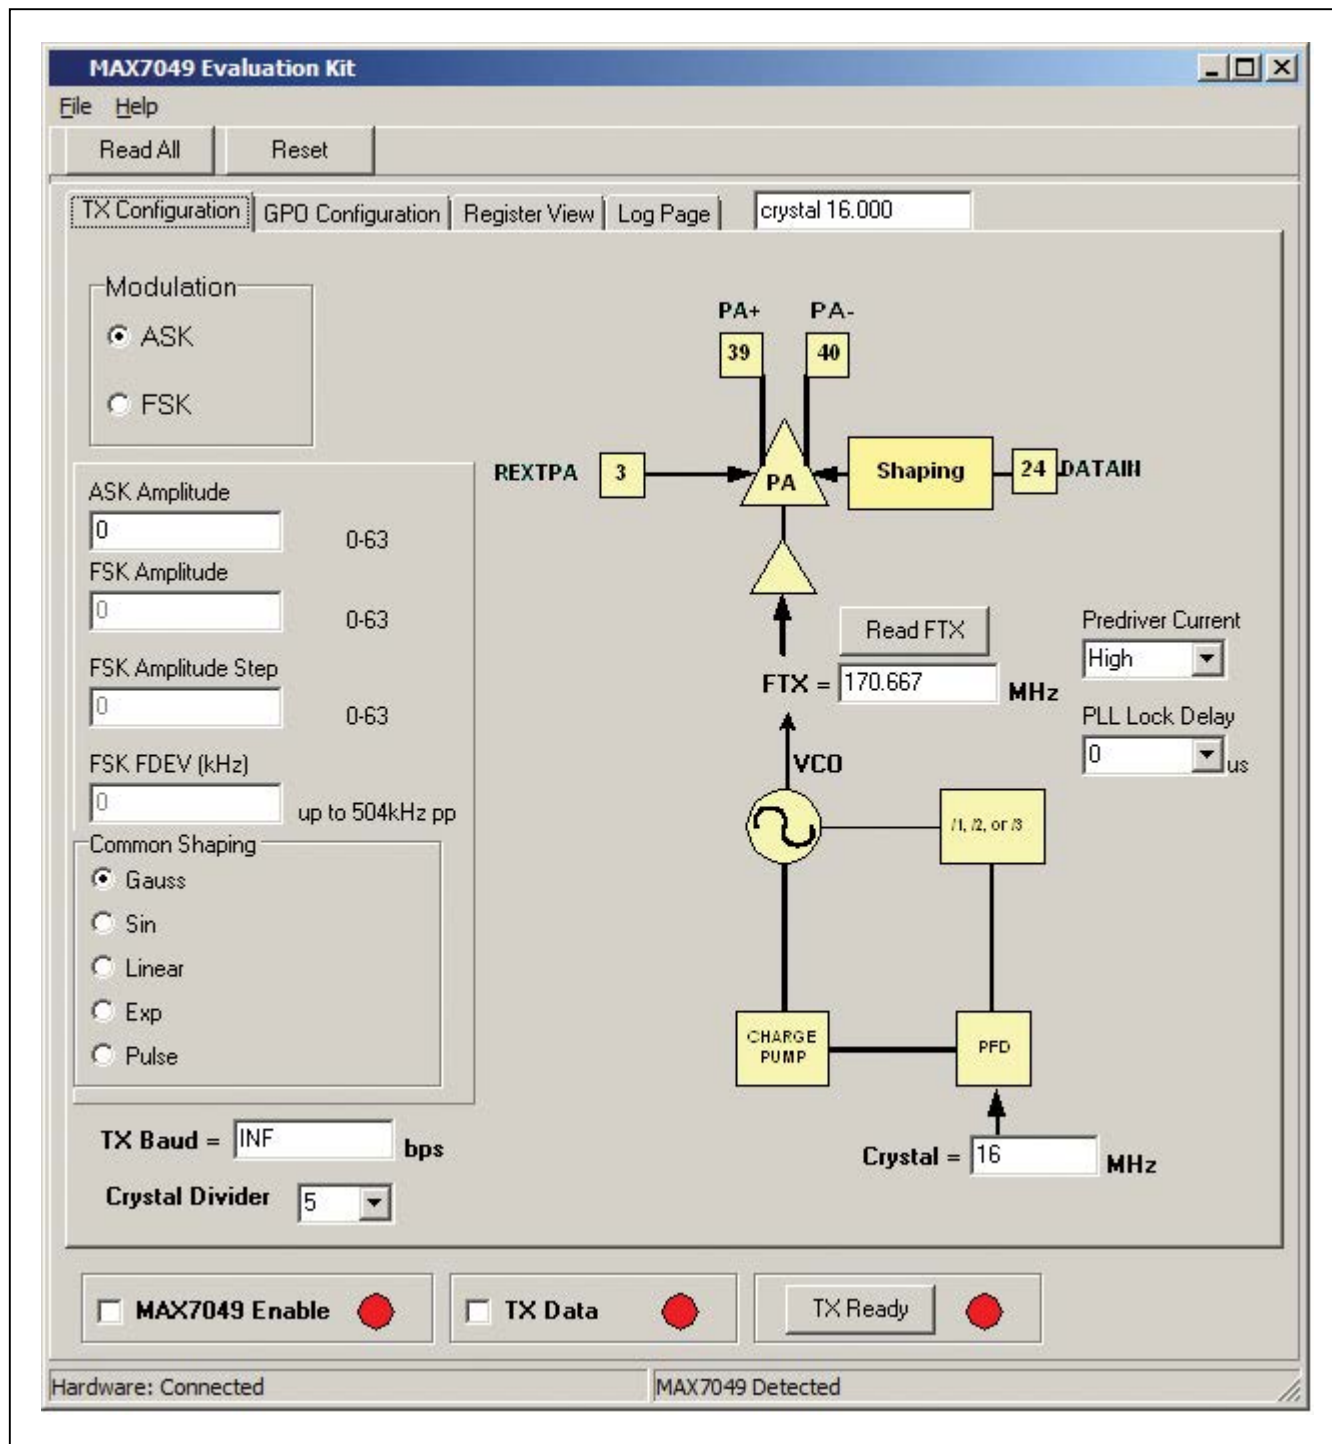 MAX7049 Evaluation Kit
File Help
Read All Reset
TX Configuration GPO Configuration Register View Log Page crystal 16.000
Modulation
ASK
FSK
ASK Amplitude
0 0-63
FSK Amplitude
0 0-63
FSK Amplitude Step
0 0-63
FSK FDEV (kHz)
0 up to 504kHz pp
Common Shaping
Gauss
Sin
Linear
Exp
Pulse
TX Baud = INF bps
Crystal Divider 5
PA+ PA-
39 40
REXTPA 3 PA Shaping 24 DATAIN
Read FTX
FTX = 170.667 MHz
Predriver Current
High
PLL Lock Delay
0 us
VCO
/1, /2, or /3
CHARGE
PUMP
PFD
Crystal = 16 MHz
MAX7049 Enable TX Data TX Ready
Hardware: Connected MAX7049 Detected